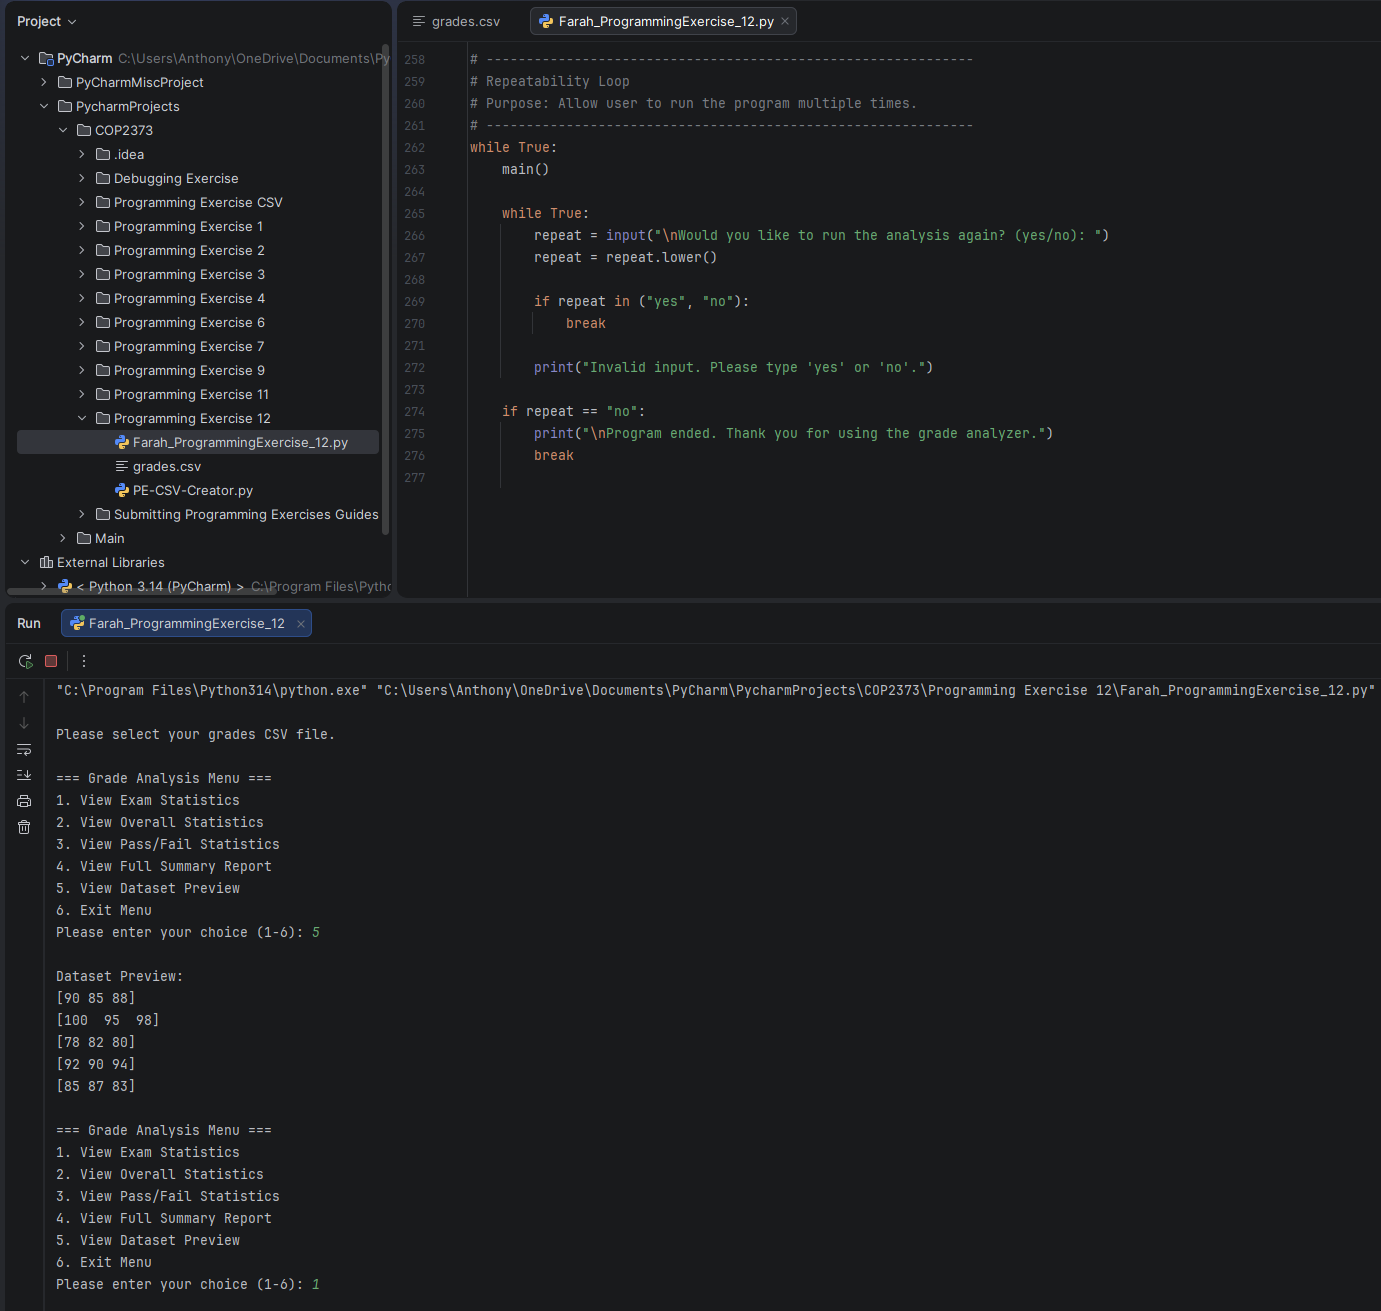 Project
PyCharm C:\Users\Anthony\OneDrive\Documents\Py
PyCharmMiscProject
PycharmProjects
COP2373
.idea
Debugging Exercise
Programming Exercise CSV
Programming Exercise 1
Programming Exercise 2
Programming Exercise 3
Programming Exercise 4
Programming Exercise 6
Programming Exercise 7
Programming Exercise 9
Programming Exercise 11
Programming Exercise 12
Farah_ProgrammingExercise_12.py
grades.csv
PE-CSV-Creator.py
Submitting Programming Exercises Guides
Main
External Libraries
< Python 3.14 (PyCharm) > C:\Program Files\Pytho
grades.csv
Farah_ProgrammingExercise_12.py
258 # -------------------------------------------------------------
259 # Repeatability Loop
260 # Purpose: Allow user to run the program multiple times.
261 # -------------------------------------------------------------
262 while True:
263     main()
264
265     while True:
266         repeat = input("\nWould you like to run the analysis again? (yes/no): ")
267         repeat = repeat.lower()
268
269         if repeat in ("yes", "no"):
270             break
271
272         print("Invalid input. Please type 'yes' or 'no'.")
273
274     if repeat == "no":
275         print("\nProgram ended. Thank you for using the grade analyzer.")
276         break
277
Run Farah_ProgrammingExercise_12
"C:\Program Files\Python314\python.exe" "C:\Users\Anthony\OneDrive\Documents\PyCharm\PycharmProjects\COP2373\Programming Exercise 12\Farah_ProgrammingExercise_12.py"
Please select your grades CSV file.
=== Grade Analysis Menu ===
1. View Exam Statistics
2. View Overall Statistics
3. View Pass/Fail Statistics
4. View Full Summary Report
5. View Dataset Preview
6. Exit Menu
Please enter your choice (1-6): 5
Dataset Preview:
[90 85 88]
[100  95  98]
[78 82 80]
[92 90 94]
[85 87 83]
=== Grade Analysis Menu ===
1. View Exam Statistics
2. View Overall Statistics
3. View Pass/Fail Statistics
4. View Full Summary Report
5. View Dataset Preview
6. Exit Menu
Please enter your choice (1-6): 1